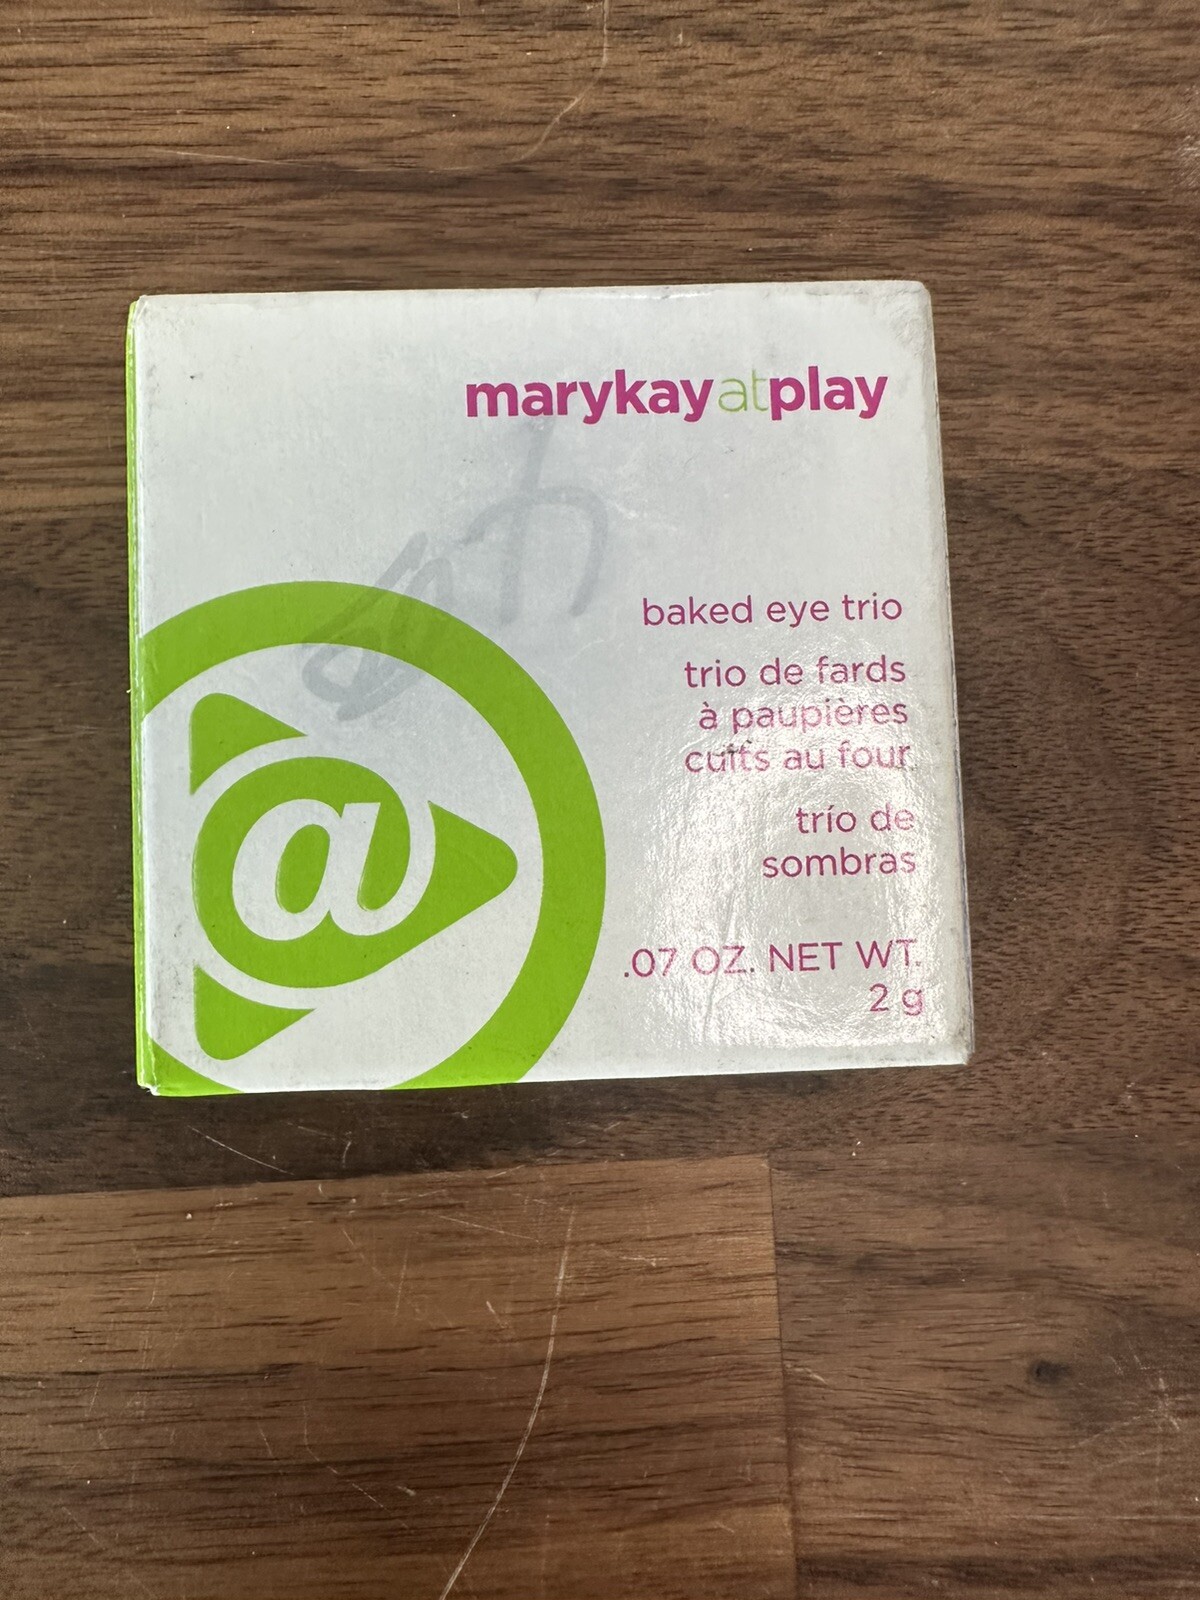 marykayatplay
baked eye trio
trio de fards
à paupières
cuits au four
trío de
sombras
.07 OZ. NET WT.
2 g
@